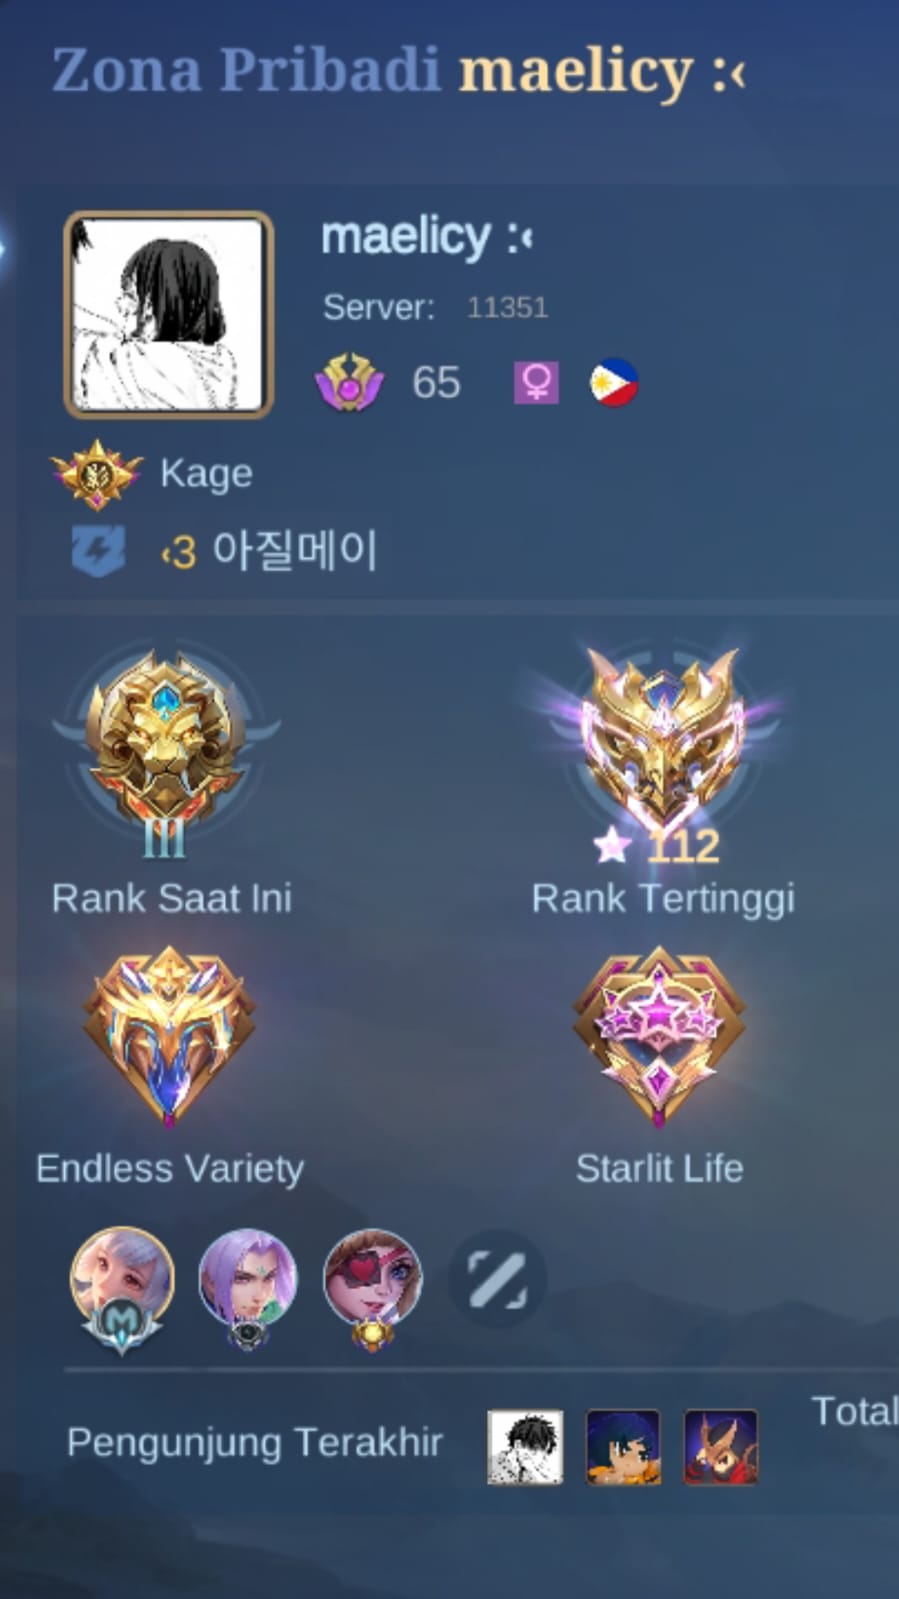 Zona Pribadi maelicy :‹
maelicy :‹
Server: 11351
65
Kage
‹3 아질메이
III
112
Rank Saat Ini
Rank Tertinggi
Endless Variety
Starlit Life
Pengunjung Terakhir
Total